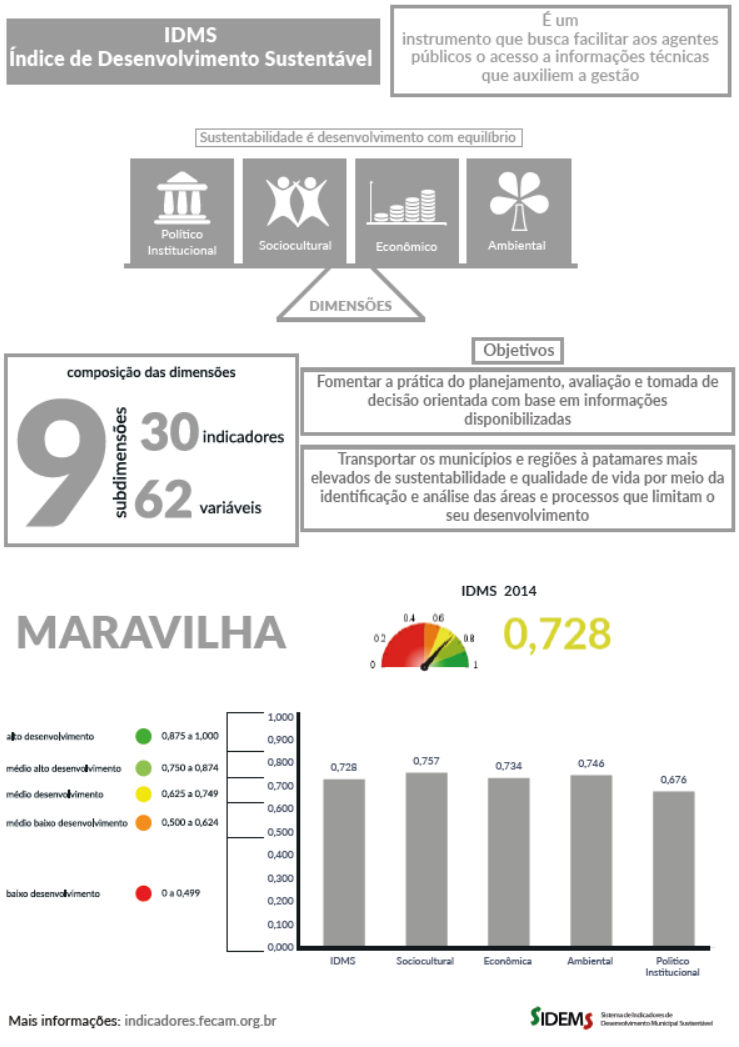 IDMS
Índice de Desenvolvimento Sustentável
É um
instrumento que busca facilitar aos agentes
públicos o acesso a informações técnicas
que auxiliem a gestão
Sustentabilidade é desenvolvimento com equilíbrio
Político
Institucional
Sociocultural
Econômico
Ambiental
DIMENSÕES
composição das dimensões
9
subdimensões
30 indicadores
62 variáveis
Objetivos
Fomentar a prática do planejamento, avaliação e tomada de
decisão orientada com base em informações
disponibilizadas
Transportar os municípios e regiões à patamares mais
elevados de sustentabilidade e qualidade de vida por meio da
identificação e análise das áreas e processos que limitam o
seu desenvolvimento
MARAVILHA
IDMS 2014
0
0.2
0.4
0.6
0.8
1
0,728
alto desenvolvimento 0,875 a 1,000
médio alto desenvolvimento 0,750 a 0,874
médio desenvolvimento 0,625 a 0,749
médio baixo desenvolvimento 0,500 a 0,624
baixo desenvolvimento 0 a 0,499
1,000
0,900
0,800
0,700
0,600
0,500
0,400
0,300
0,200
0,100
0,000
0,728
0,757
0,734
0,746
0,676
IDMS
Sociocultural
Econômica
Ambiental
Político
Institucional
Mais informações: indicadores.fecam.org.br
SIDEMS
Sistema de Indicadores de
Desenvolvimento Municipal Sustentável